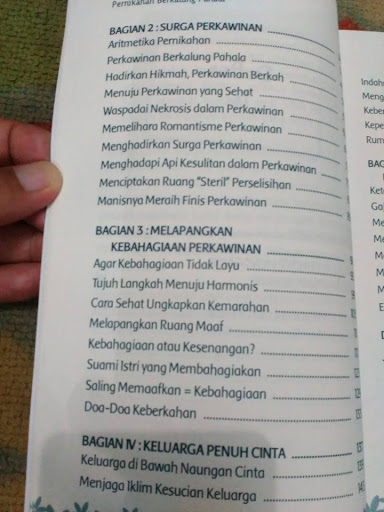 Pernikahan Berkalung Pahala
BAGIAN 2 : SURGA PERKAWINAN
Aritmetika Pernikahan
Perkawinan Berkalung Pahala
Hadirkan Hikmah, Perkawinan Berkah
Menuju Perkawinan yang Sehat
Waspadai Nekrosis dalam Perkawinan
Memelihara Romantisme Perkawinan
Menghadirkan Surga Perkawinan
Menghadapi Api Kesulitan dalam Perkawinan
Menciptakan Ruang "Steril" Perselisihan
Manisnya Meraih Finis Perkawinan
BAGIAN 3 : MELAPANGKAN
KEBAHAGIAAN PERKAWINAN
Agar Kebahagiaan Tidak Layu
Tujuh Langkah Menuju Harmonis
Cara Sehat Ungkapkan Kemarahan
Melapangkan Ruang Maaf
Kebahagiaan atau Kesenangan?
Suami Istri yang Membahagiakan
Saling Memaafkan = Kebahagiaan
Doa-Doa Keberkahan
BAGIAN IV : KELUARGA PENUH CINTA
Keluarga di Bawah Naungan Cinta
Menjaga Iklim Kesucian Keluarga